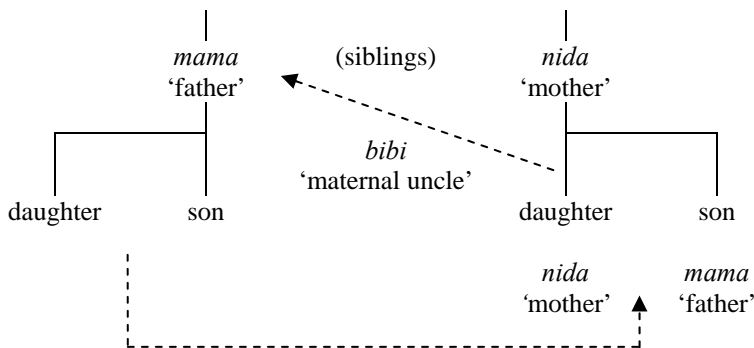 mama (siblings) nida
‘father’ ‘mother’
bibi
‘maternal uncle’
daughter son daughter son
nida mama
‘mother’ ‘father’